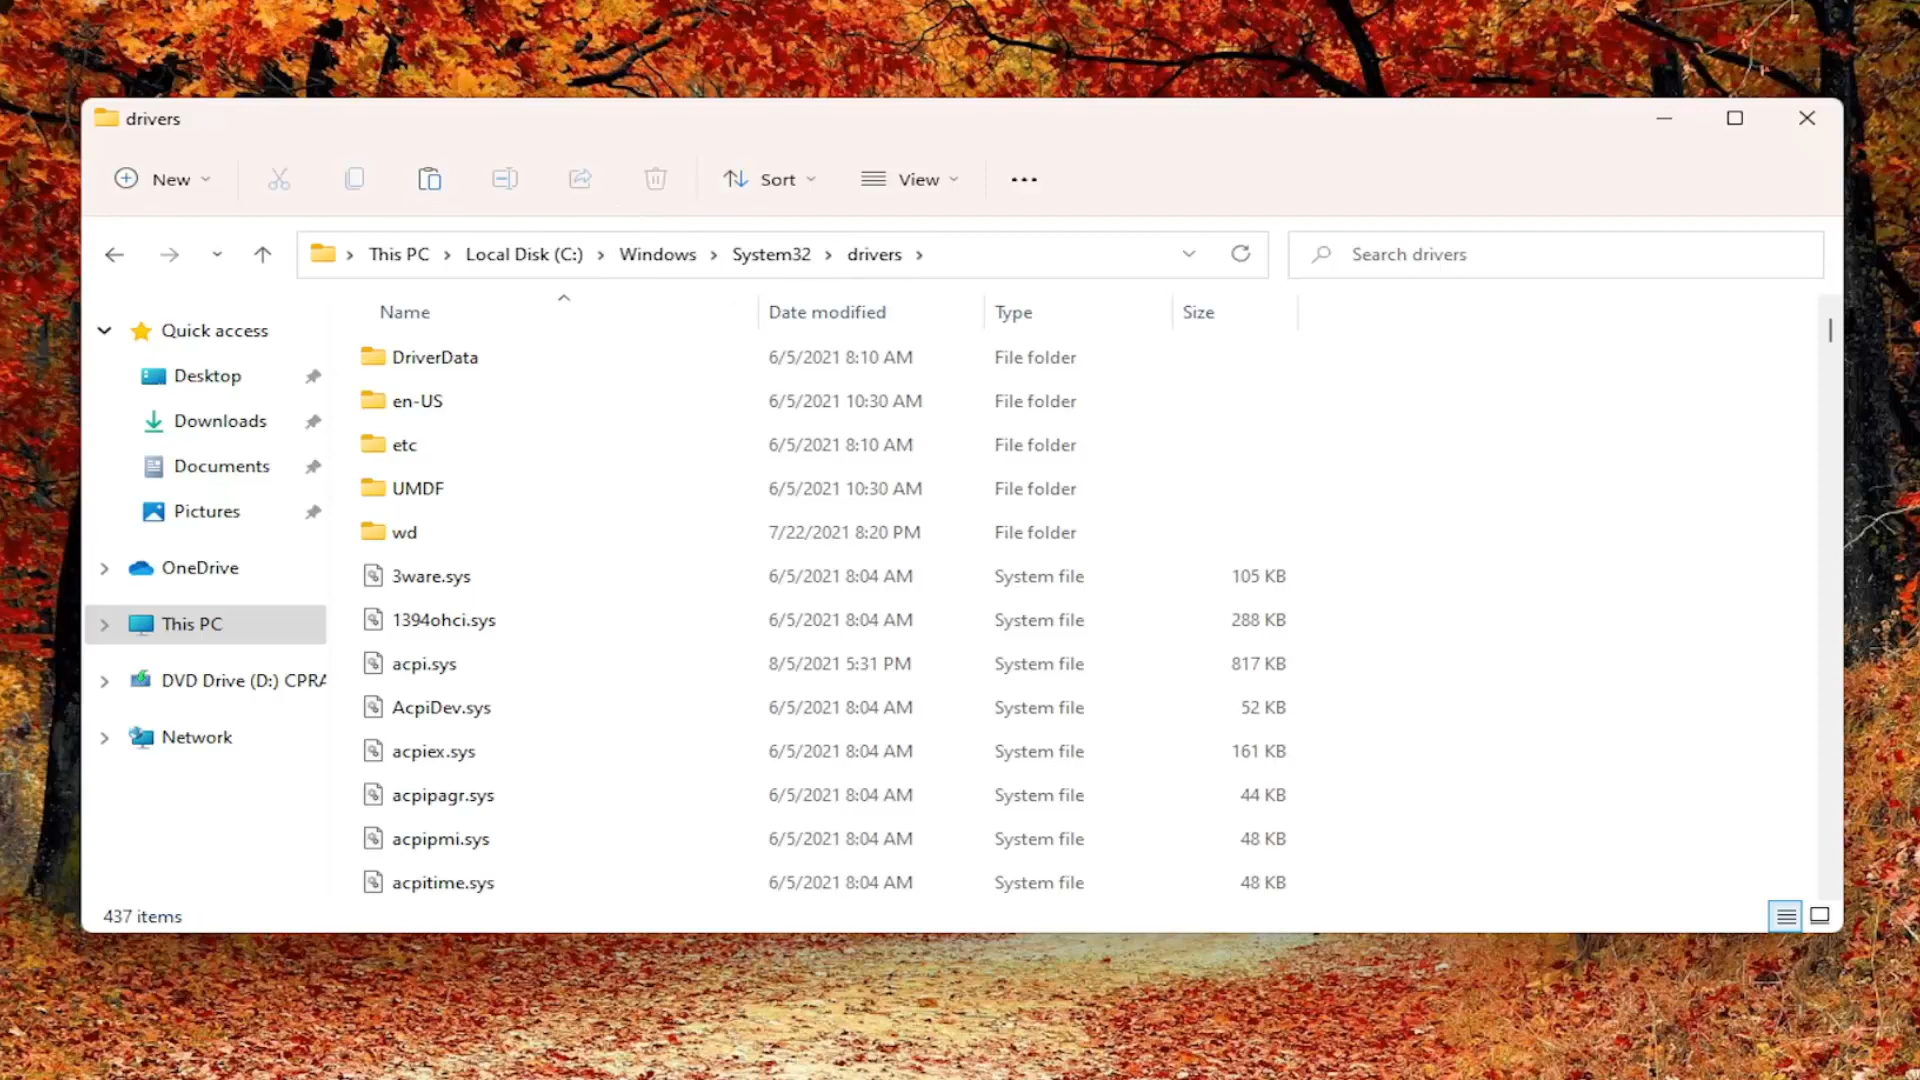 drivers
New Sort View
This PC Local Disk (C:) Windows System32 drivers Search drivers
Name Date modified Type Size
Quick access
Desktop
Downloads
Documents
Pictures
OneDrive
This PC
DVD Drive (D:) CPRA
Network
DriverData 6/5/2021 8:10 AM File folder
en-US 6/5/2021 10:30 AM File folder
etc 6/5/2021 8:10 AM File folder
UMDF 6/5/2021 10:30 AM File folder
wd 7/22/2021 8:20 PM File folder
3ware.sys 6/5/2021 8:04 AM System file 105 KB
1394ohci.sys 6/5/2021 8:04 AM System file 288 KB
acpi.sys 8/5/2021 5:31 PM System file 817 KB
AcpiDev.sys 6/5/2021 8:04 AM System file 52 KB
acpiex.sys 6/5/2021 8:04 AM System file 161 KB
acpipagr.sys 6/5/2021 8:04 AM System file 44 KB
acpipmi.sys 6/5/2021 8:04 AM System file 48 KB
acpitime.sys 6/5/2021 8:04 AM System file 48 KB
437 items